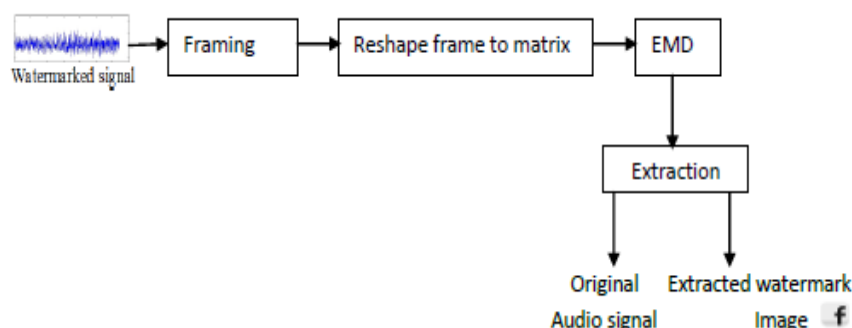 Watermarked signal
Framing
Reshape frame to matrix
EMD
Extraction
Original
Audio signal
Extracted watermark
Image f